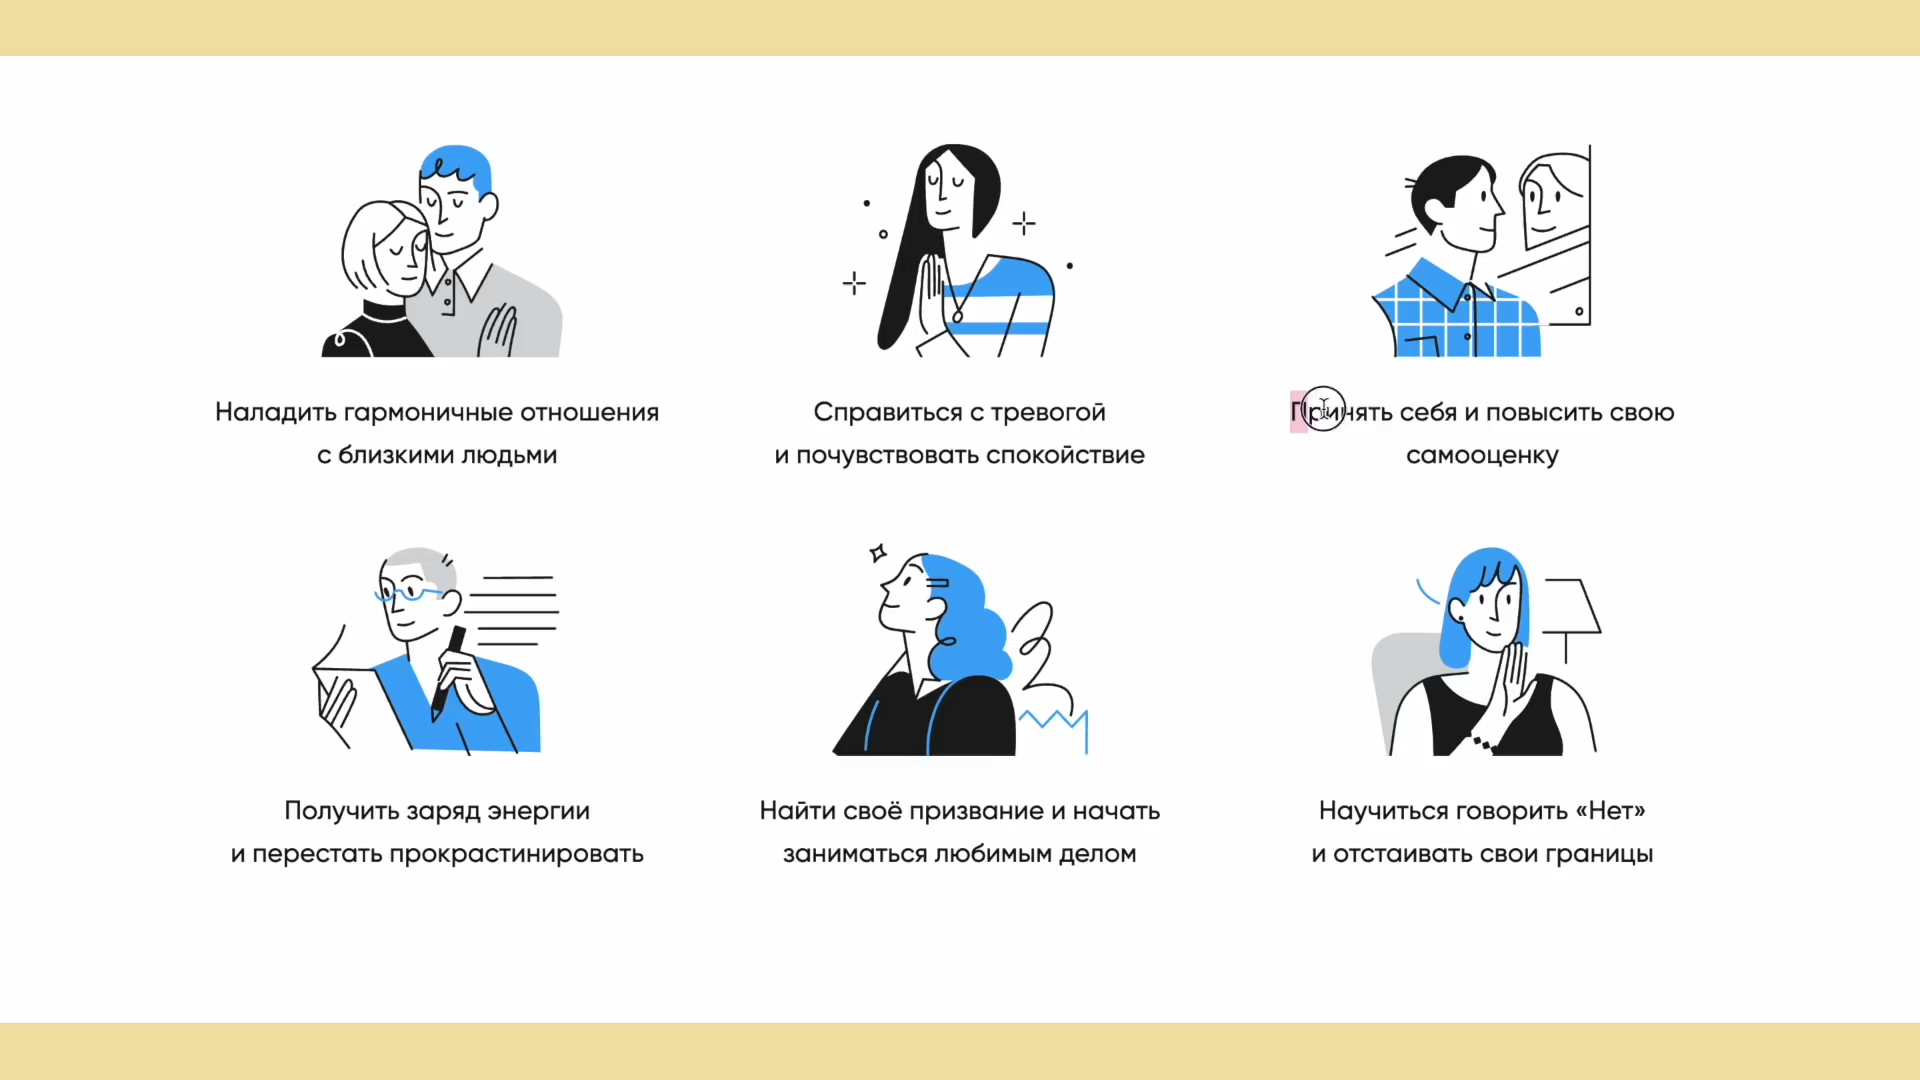 Наладить гармоничные отношения
с близкими людьми
Справиться с тревогой
и почувствовать спокойствие
Принять себя и повысить свою
самооценку
Получить заряд энергии
и перестать прокрастинировать
Найти своё призвание и начать
заниматься любимым делом
Научиться говорить «Нет»
и отстаивать свои границы